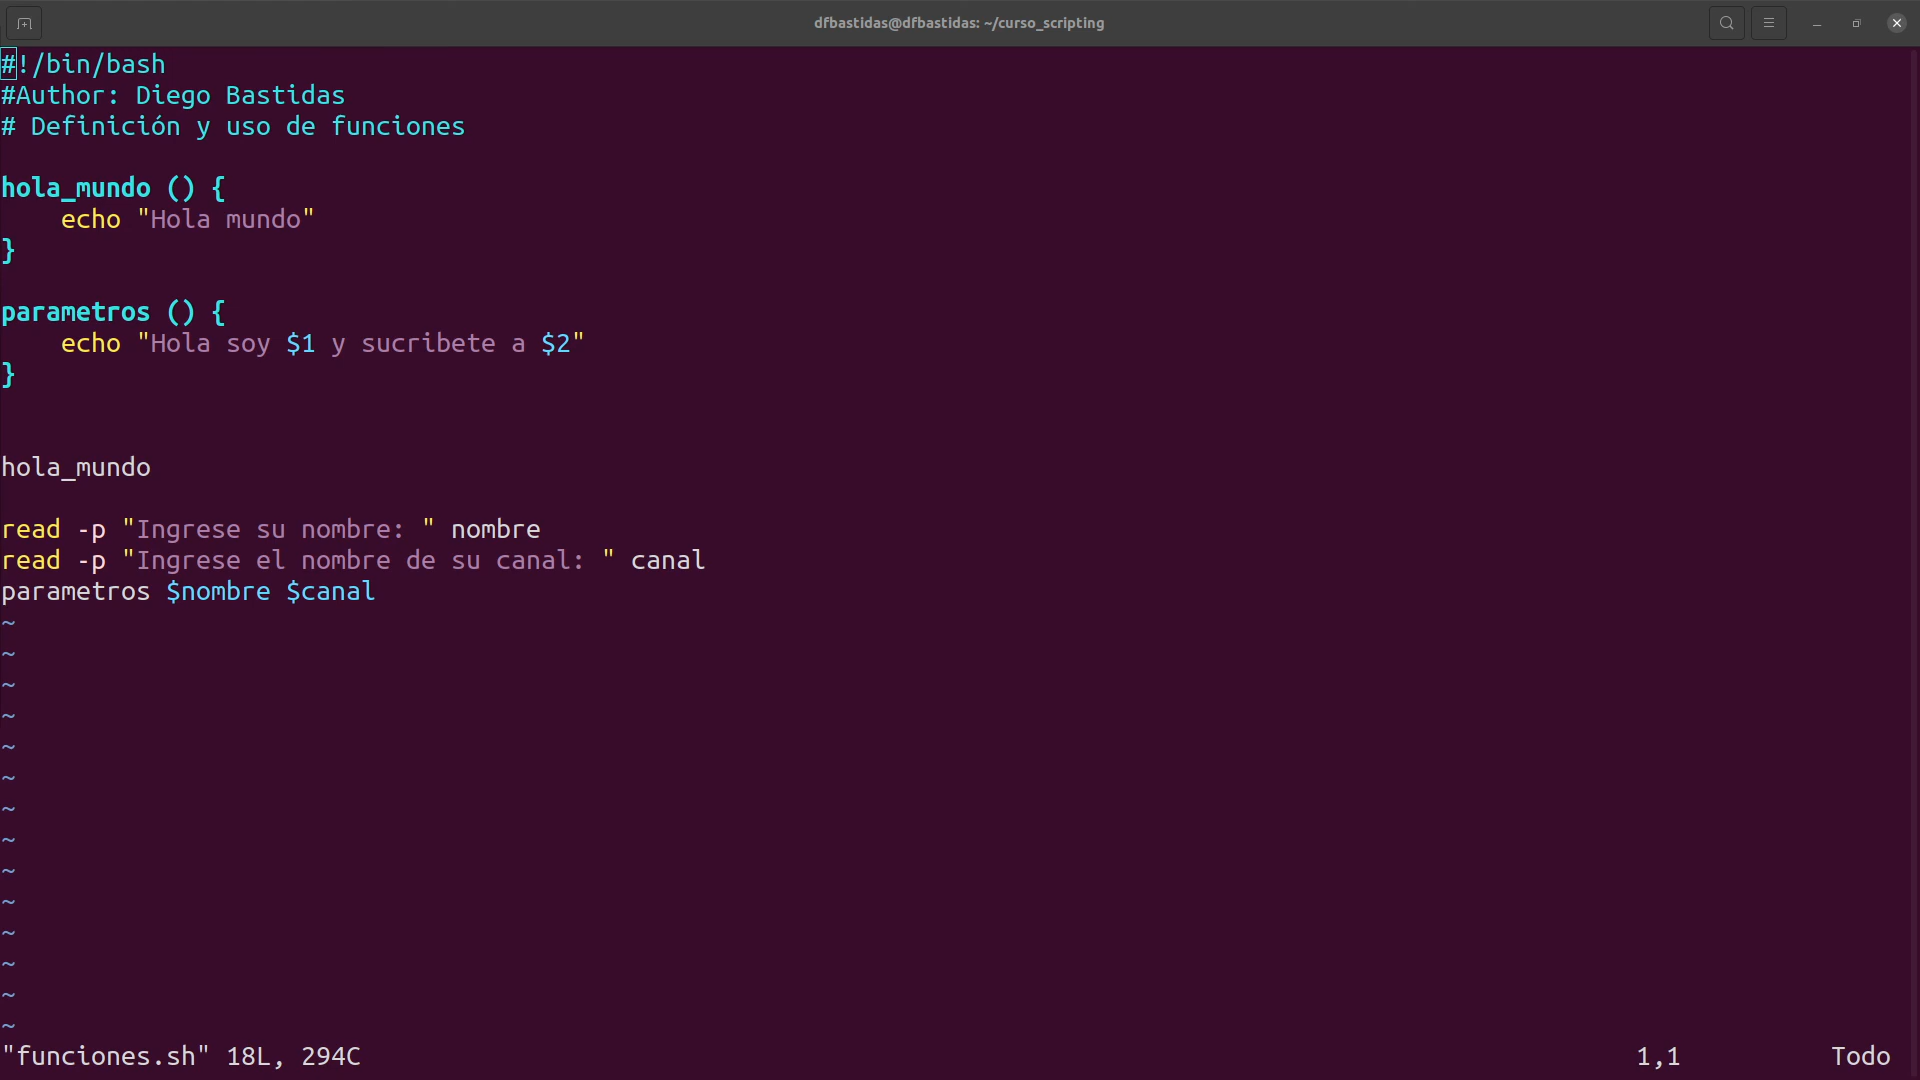 dfbastidas@dfbastidas: ~/curso_scripting
#!/bin/bash
#Author: Diego Bastidas
# Definición y uso de funciones

hola_mundo () {
    echo "Hola mundo"
}

parametros () {
    echo "Hola soy $1 y sucribete a $2"
}


hola_mundo

read -p "Ingrese su nombre: " nombre
read -p "Ingrese el nombre de su canal: " canal
parametros $nombre $canal
~
~
~
~
~
~
~
~
~
~
~
~
~
~
"funciones.sh" 18L, 294C 1,1 Todo